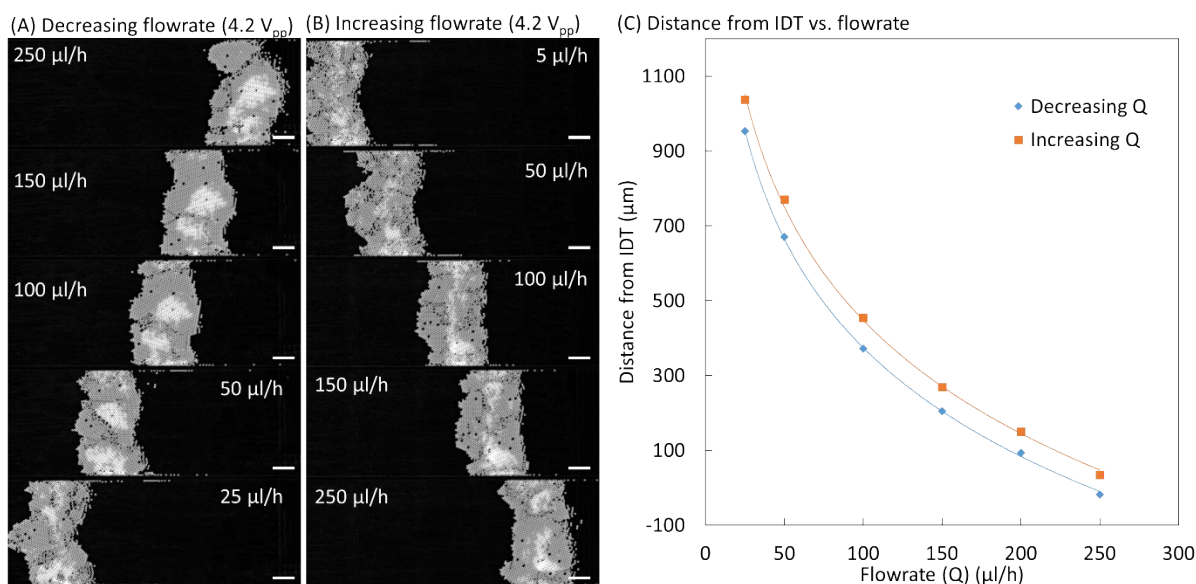 (A) Decreasing flowrate (4.2 Vpp)
250 µl/h
150 µl/h
100 µl/h
50 µl/h
25 µl/h
(B) Increasing flowrate (4.2 Vpp)
5 µl/h
50 µl/h
100 µl/h
150 µl/h
250 µl/h
(C) Distance from IDT vs. flowrate
Distance from IDT (µm)
1100
900
700
500
300
100
-100
0 50 100 150 200 250 300
Flowrate (Q) (µl/h)
Decreasing Q
Increasing Q